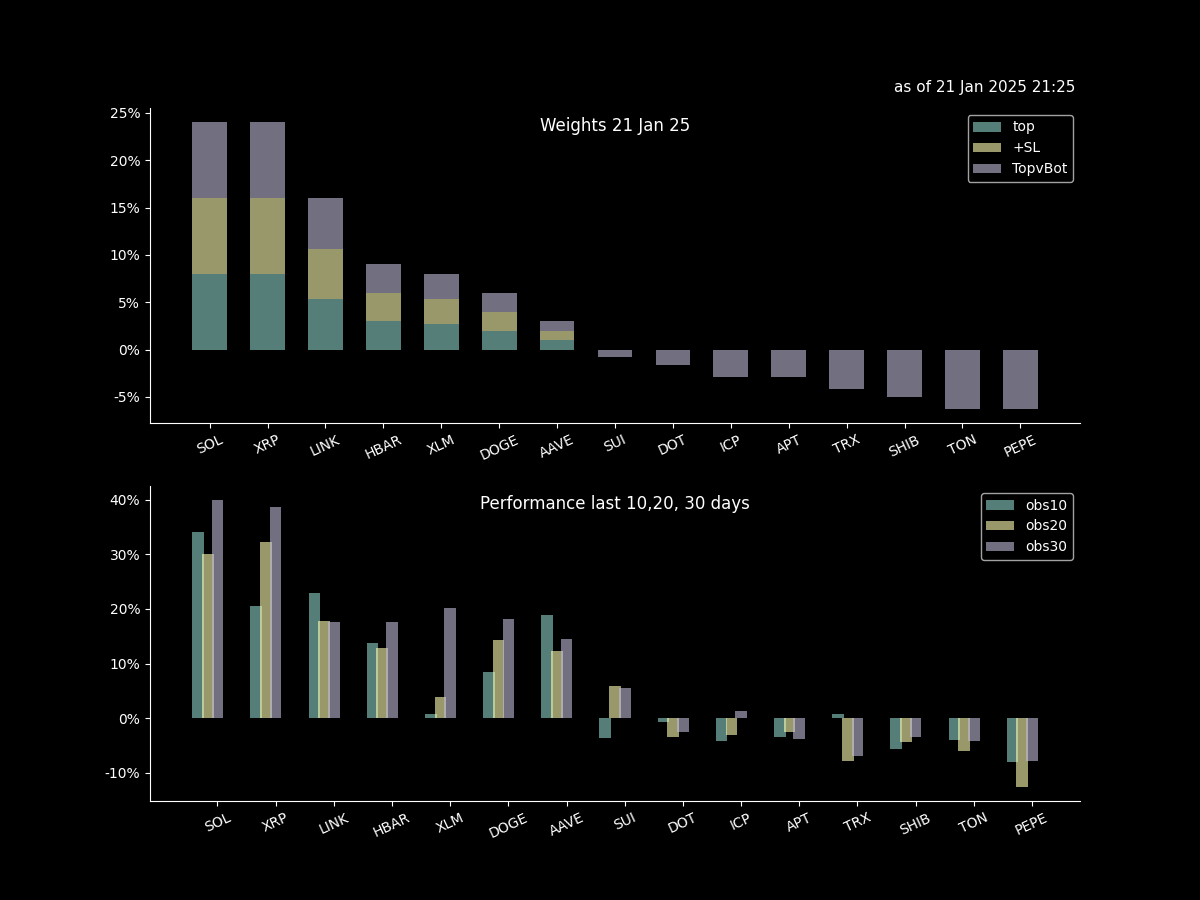 as of 21 Jan 2025 21:25
Weights 21 Jan 25
top
+SL
TopvBot
25%
20%
15%
10%
5%
0%
-5%
SOL XRP LINK HBAR XLM DOGE AAVE SUI DOT ICP APT TRX SHIB TON PEPE
Performance last 10,20, 30 days
obs10
obs20
obs30
40%
30%
20%
10%
0%
-10%
SOL XRP LINK HBAR XLM DOGE AAVE SUI DOT ICP APT TRX SHIB TON PEPE